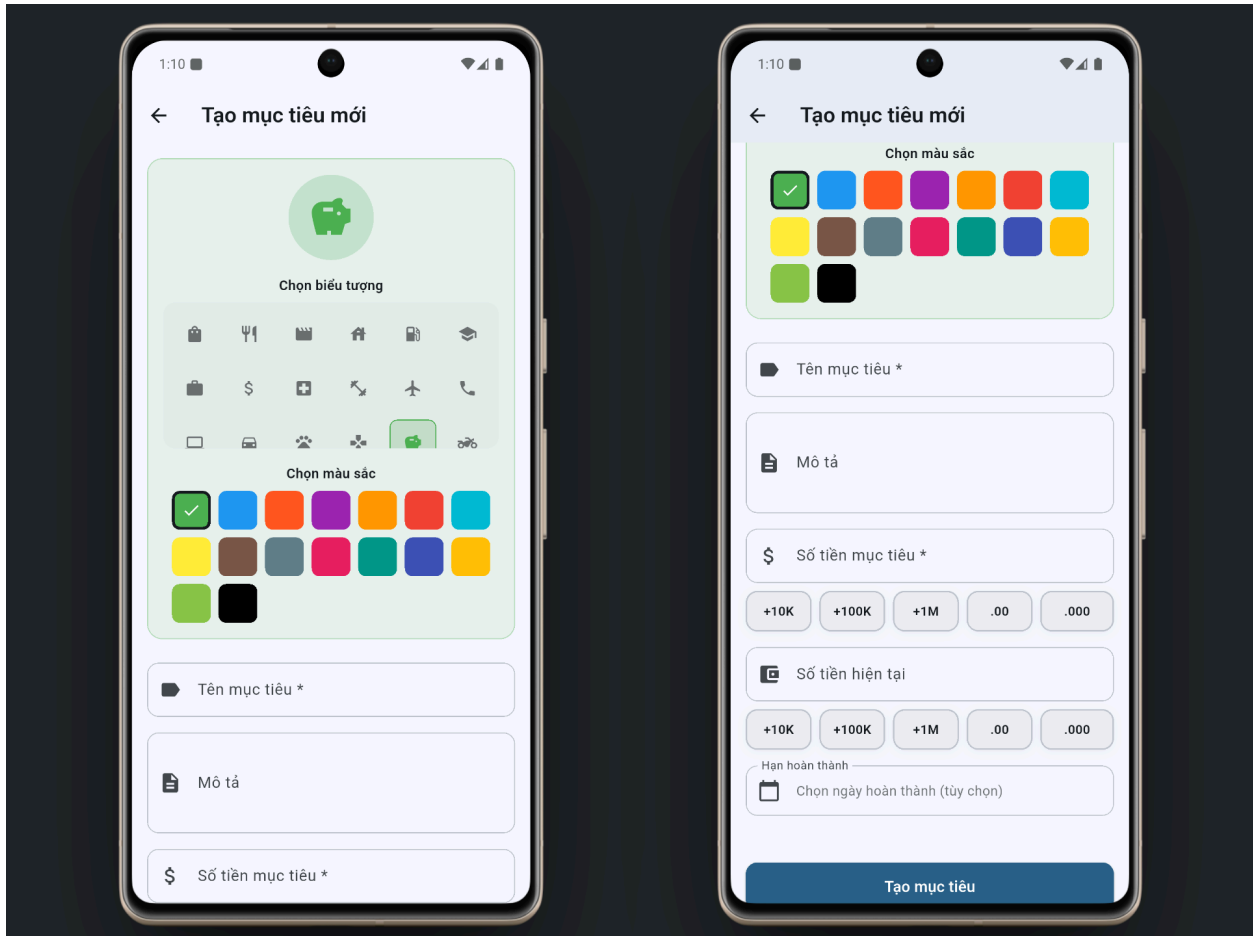 1:10
Tạo mục tiêu mới
Chọn biểu tượng
Chọn màu sắc
Tên mục tiêu *
Mô tả
Số tiền mục tiêu *
1:10
Tạo mục tiêu mới
Chọn màu sắc
Tên mục tiêu *
Mô tả
Số tiền mục tiêu *
+10K +100K +1M .00 .000
Số tiền hiện tại
+10K +100K +1M .00 .000
Hạn hoàn thành
Chọn ngày hoàn thành (tùy chọn)
Tạo mục tiêu